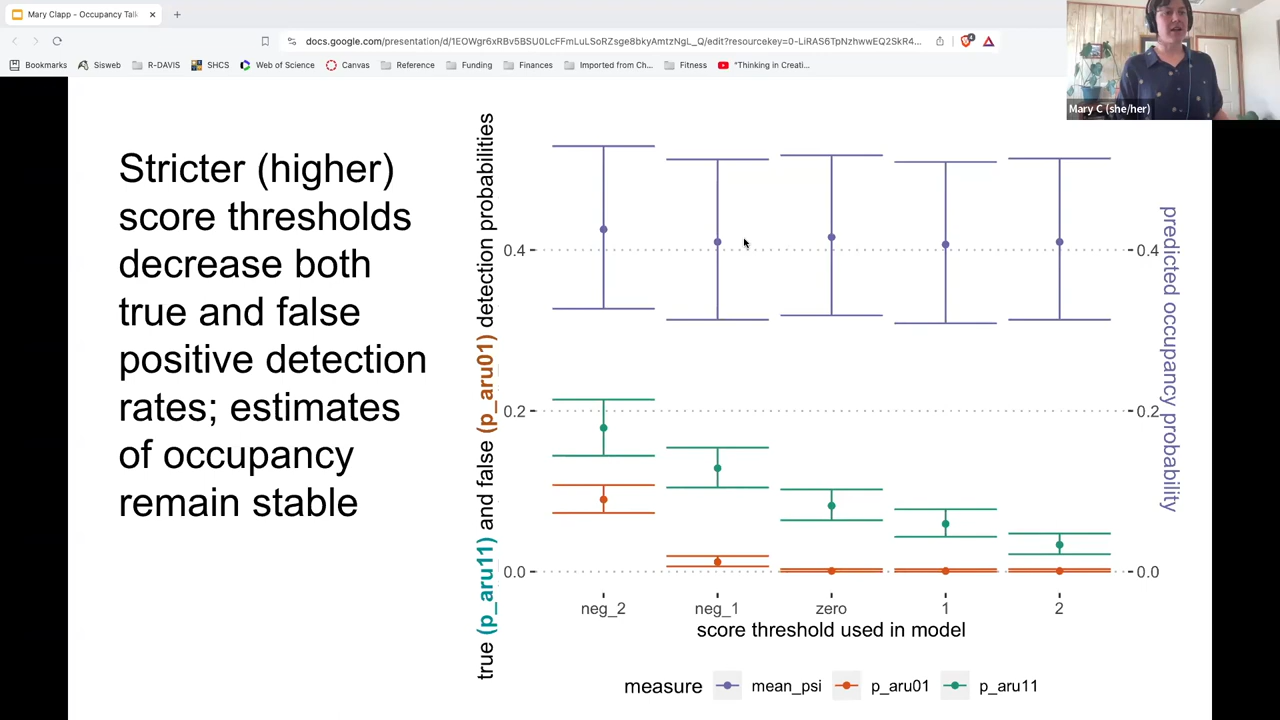 Mary Clapp - Occupancy Tal
docs.google.com/presentation/d/1EOWgr6xRBv5BSU0LcFFmLuLSoRZsge8bkyAmtzNgL_Q/edit?resourcekey=0-LiRAS6TpNzhwwEQ2SkR4...
4
Bookmarks Sisweb R-DAVIS SHCS Web of Science Canvas Reference Funding Finances Imported from Ch... Fitness "Thinking in Creati...
Mary C (she/her)
Stricter (higher)
score thresholds
decrease both
true and false
positive detection
rates; estimates
of occupancy
remain stable
true (p_aru11) and false (p_aru01) detection probabilities
0.4
0.2
0.0
0.4
0.2
0.0
predicted occupancy probability
neg_2 neg_1 zero 1 2
score threshold used in model
measure mean_psi p_aru01 p_aru11